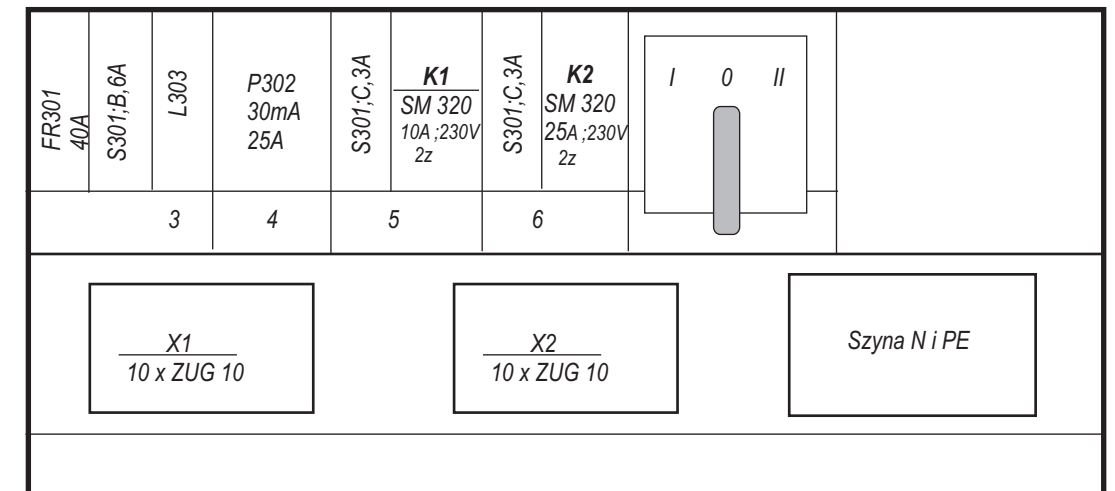 FR301
40A
S301;B,6A
L303
P302
30mA
25A
S301;C,3A
K1
SM 320
10A ;230V
2z
S301;C,3A
K2
SM 320
25A ;230V
2z
I 0 II
3 4 5 6
X1
10 x ZUG 10
X2
10 x ZUG 10
Szyna N i PE